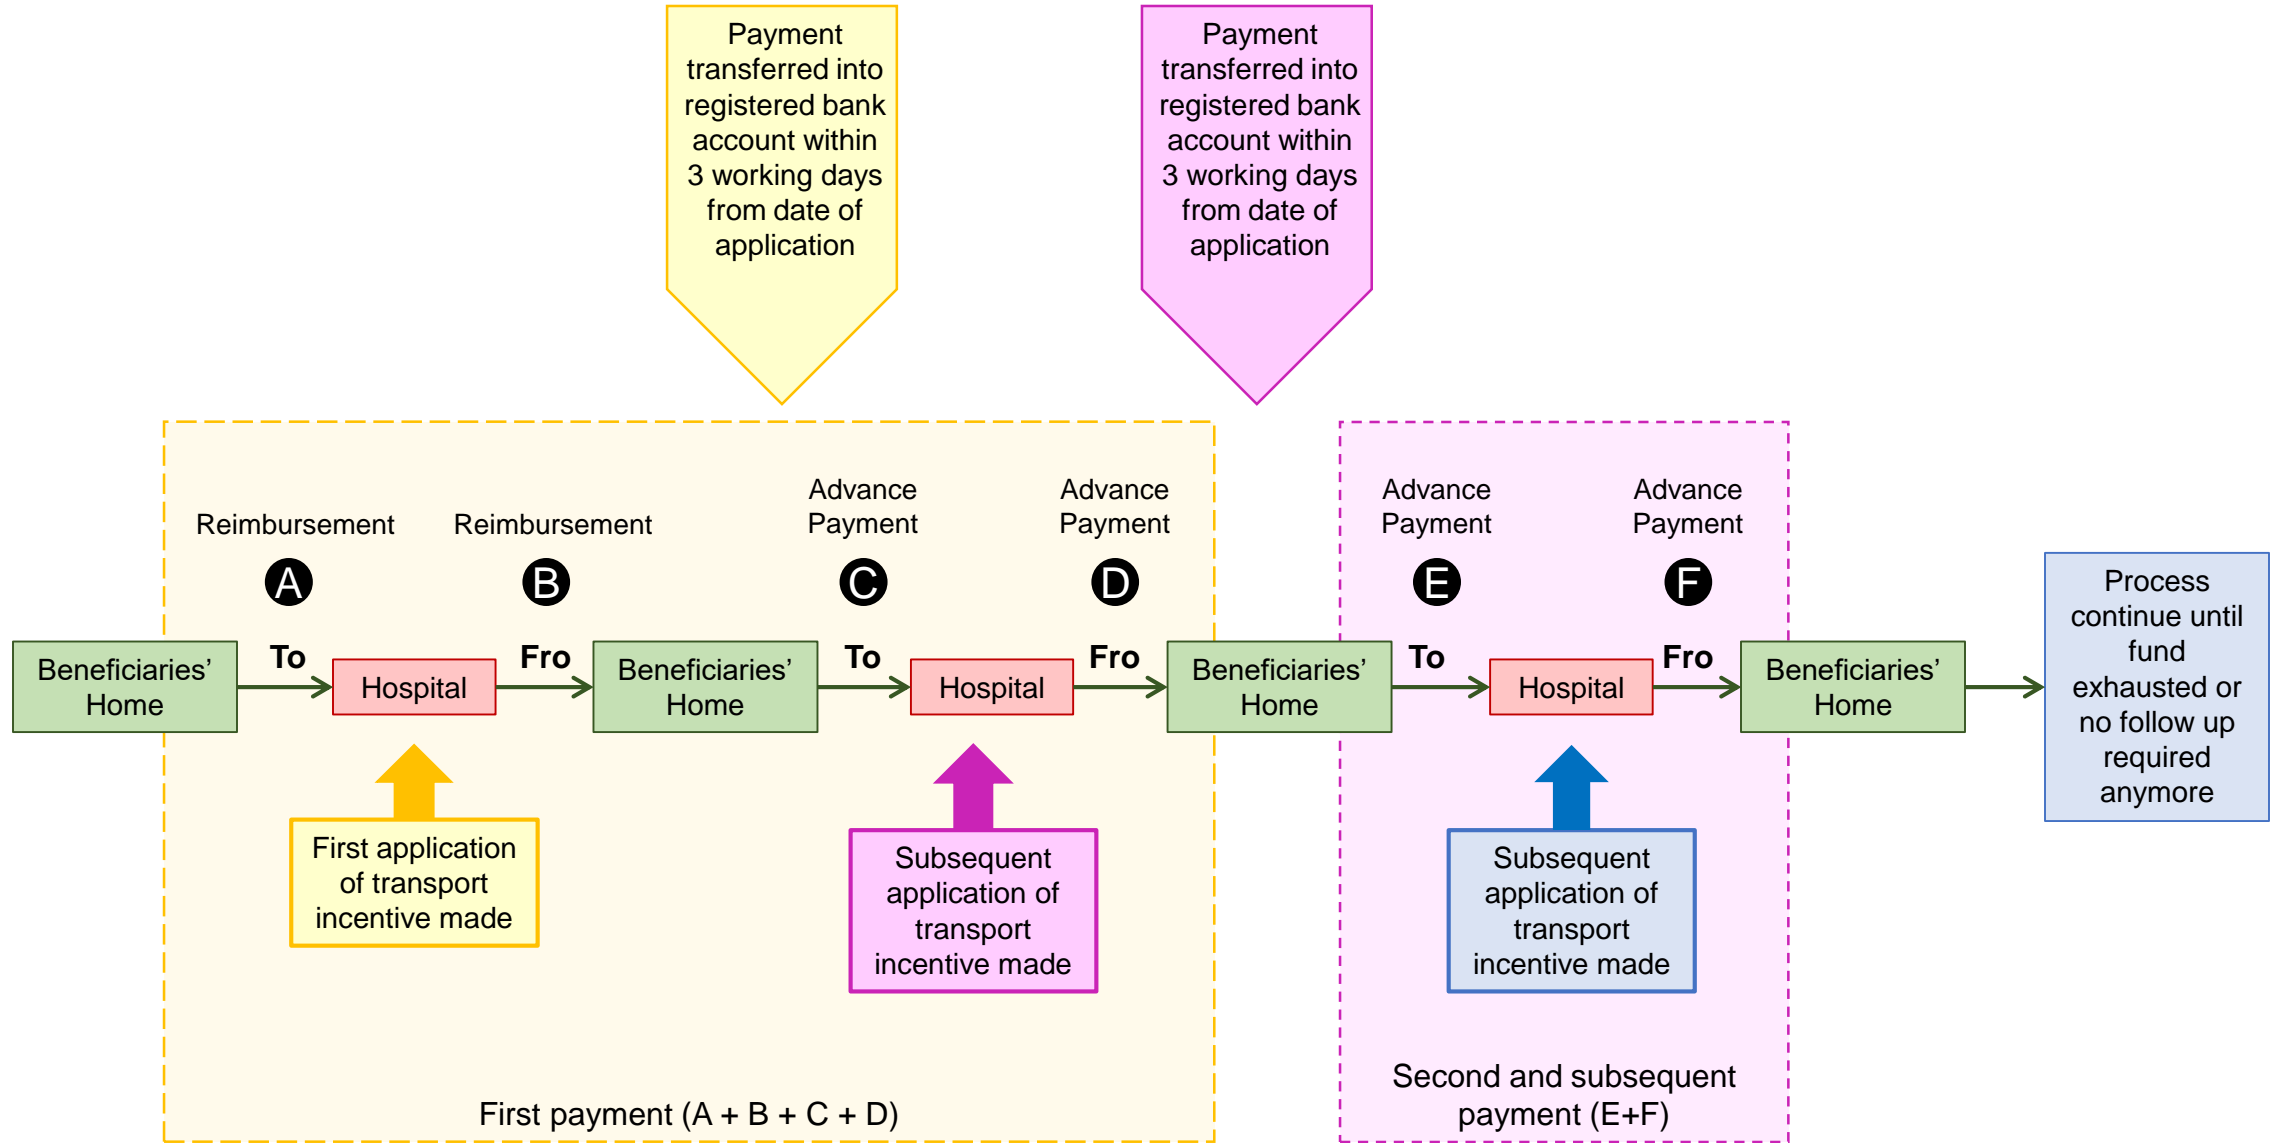 Payment
transferred into
registered bank
account within
3 working days
from date of
application
Payment
transferred into
registered bank
account within
3 working days
from date of
application
Reimbursement
A
Reimbursement
B
Advance
Payment
C
Advance
Payment
D
Advance
Payment
E
Advance
Payment
F
Beneficiaries’
Home
To
Hospital
Fro
Beneficiaries’
Home
To
Hospital
Fro
Beneficiaries’
Home
To
Hospital
Fro
Beneficiaries’
Home
Process
continue until
fund
exhausted or
no follow up
required
anymore
First application
of transport
incentive made
Subsequent
application of
transport
incentive made
Subsequent
application of
transport
incentive made
First payment (A + B + C + D)
Second and subsequent
payment (E+F)